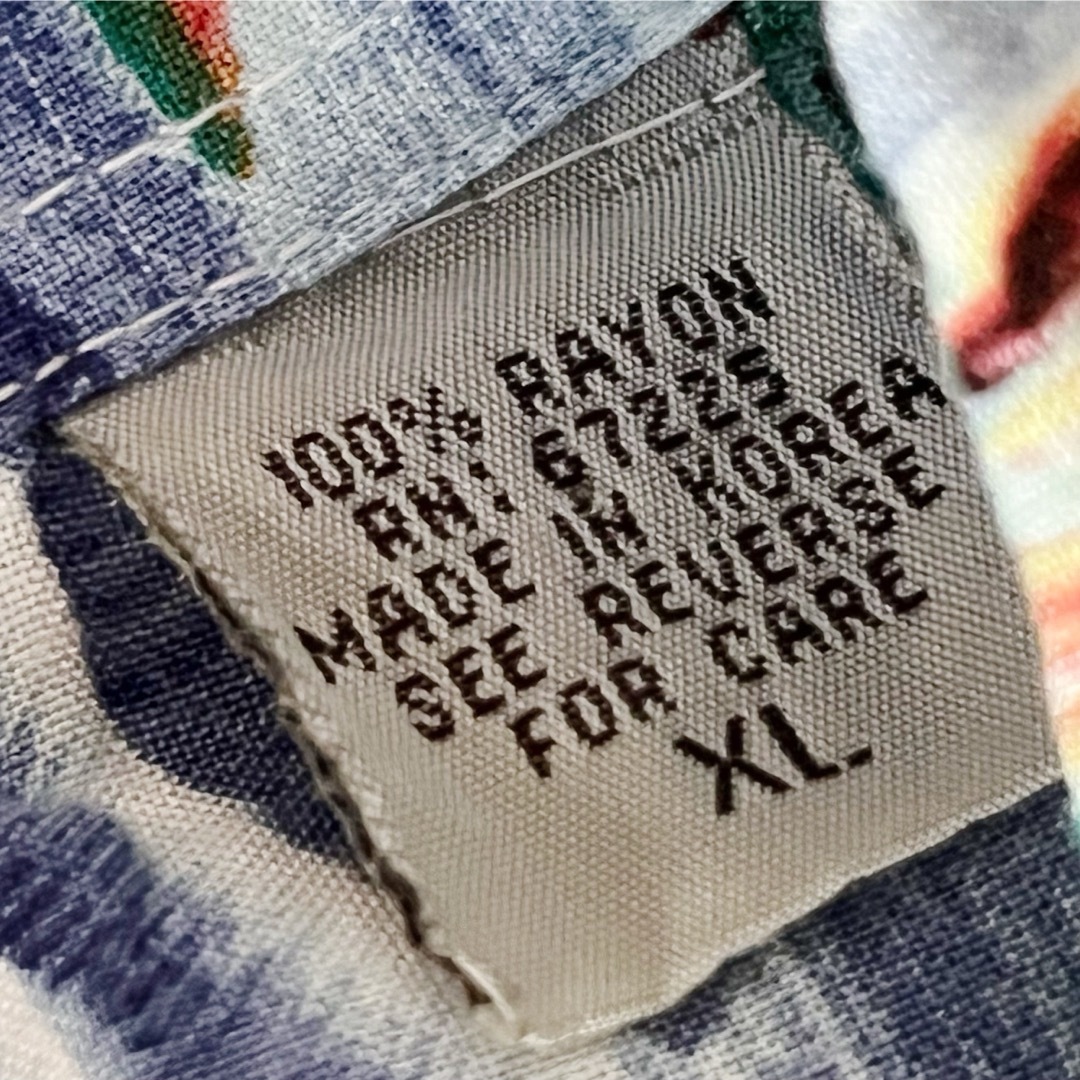 100% RAYON
RN: 67225
MADE IN KOREA
SEE REVERSE
FOR CARE
XL